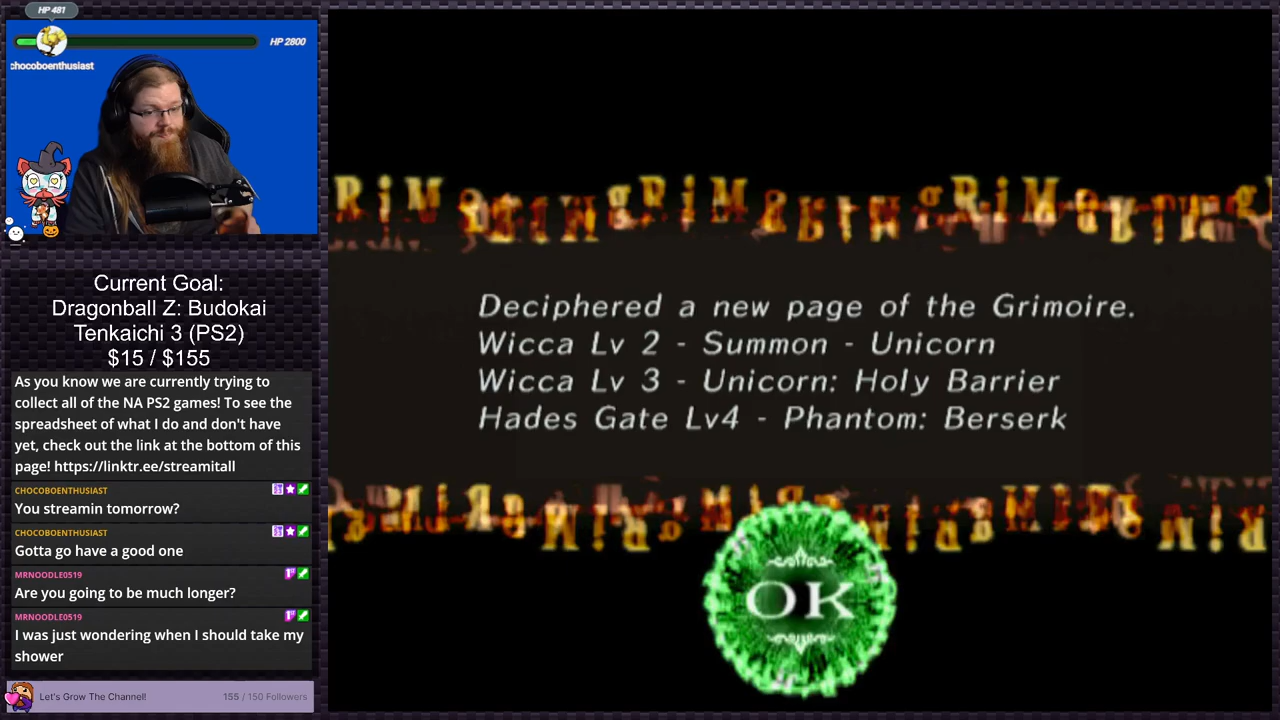 HP 481
HP 2800
chocoboenthusiast
Current Goal:
Dragonball Z: Budokai
Tenkaichi 3 (PS2)
$15 / $155
As you know we are currently trying to
collect all of the NA PS2 games! To see the
spreadsheet of what I do and don't have
yet, check out the link at the bottom of this
page! https://linktr.ee/streamitall
CHOCOBOENTHUSIAST
You streamin tomorrow?
CHOCOBOENTHUSIAST
Gotta go have a good one
MRNOODLE0519
Are you going to be much longer?
MRNOODLE0519
I was just wondering when I should take my
shower
Let's Grow The Channel!
155 / 150 Followers
Deciphered a new page of the Grimoire.
Wicca Lv 2 - Summon - Unicorn
Wicca Lv 3 - Unicorn: Holy Barrier
Hades Gate Lv4 - Phantom: Berserk
OK